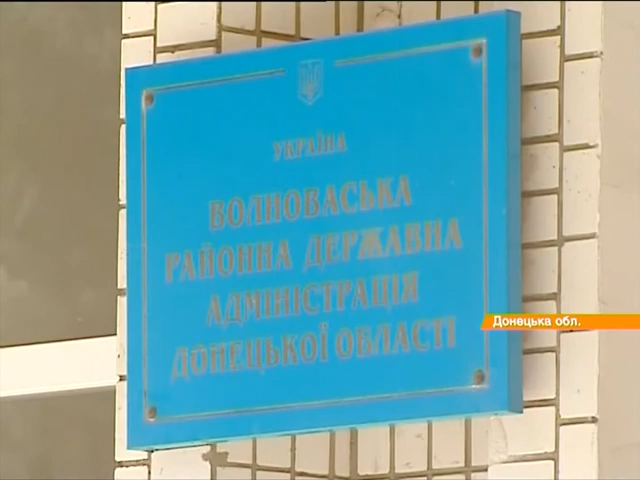 УКРАЇНА
ВОЛНОВАСЬКА
РАЙОННА ДЕРЖАВНА
АДМІНІСТРАЦІЯ
ДОНЕЦЬКОЇ ОБЛАСТІ
Донецька обл.